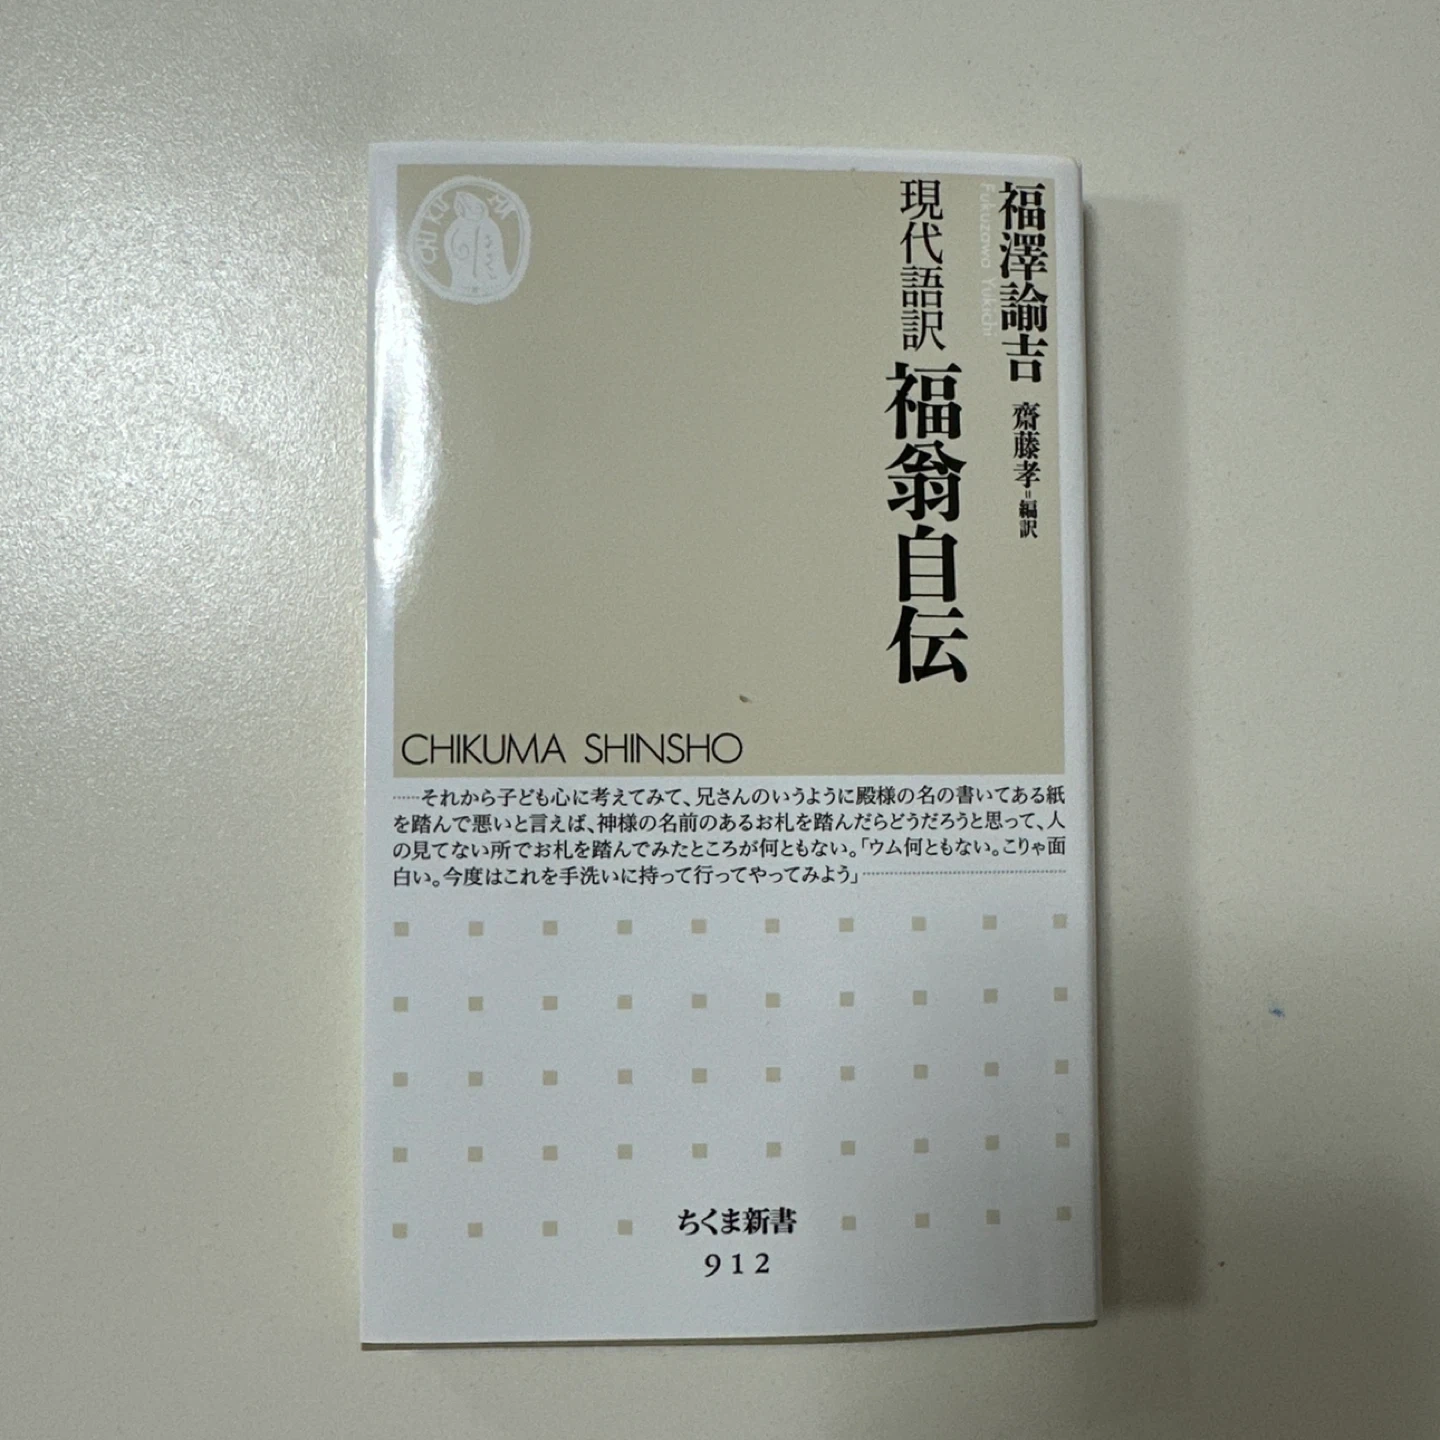 福澤諭吉
Fukuzawa Yukichi
齋藤孝=編訳
現代語訳
福翁自伝
CHIKUMA
CHIKUMA SHINSHO
……それから子ども心に考えてみて、兄さんのいうように殿様の名の書いてある紙
を踏んで悪いと言えば、神様の名前のあるお札を踏んだらどうだろうと思って、人
の見てない所でお札を踏んでみたところが何ともない。「ウム何ともない。こりゃ面
白い。今度はこれを手洗いに持って行ってやってみよう」……
ちくま新書
912